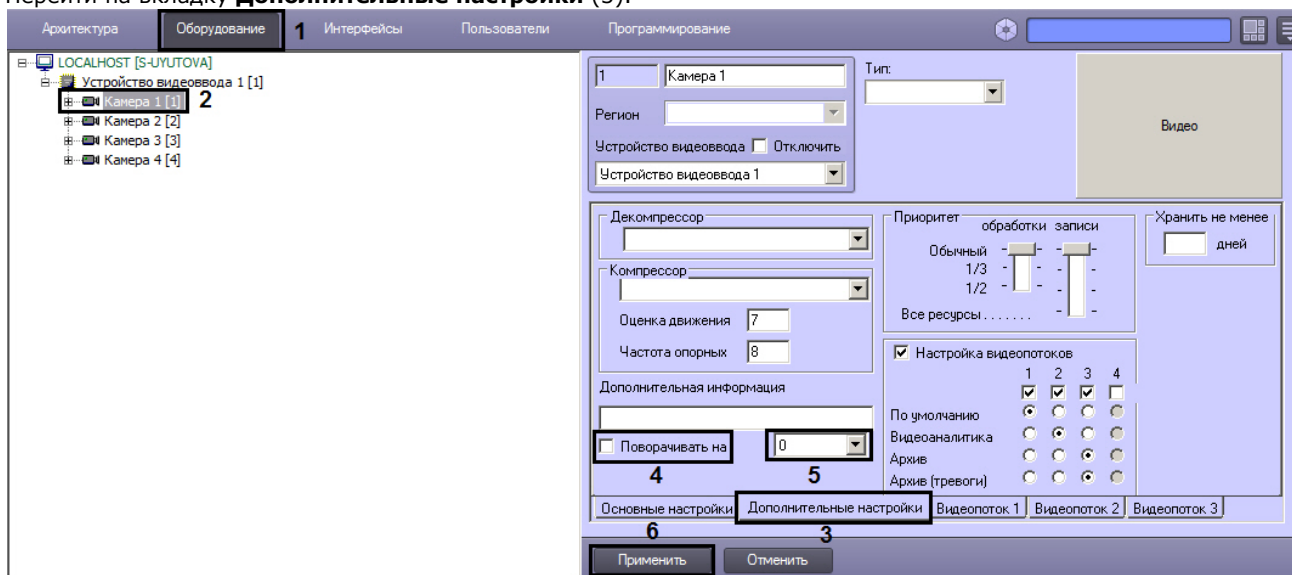 Перейти на вкладку Дополнительные настройки (3).
Архитектура Оборудование 1 Интерфейсы Пользователи Программирование
LOCALHOST [S-UYUTOVA]
Устройство видеоввода 1 [1]
Камера 1 [1] 2
Камера 2 [2]
Камера 3 [3]
Камера 4 [4]
1 Камера 1
Регион
Устройство видеоввода Отключить
Устройство видеоввода 1
Тип:
Видео
Декомпрессор
Компрессор
Оценка движения 7
Частота опорных 8
Дополнительная информация
Поворачивать на 0
4 5
Приоритет
обработки записи
Обычный
1/3
1/2
Все ресурсы . . . . . . .
Хранить не менее
дней
Настройка видеопотоков
1 2 3 4
По умолчанию
Видеоаналитика
Архив
Архив (тревоги)
Основные настройки Дополнительные настройки Видеопоток 1 Видеопоток 2 Видеопоток 3
6 3
Применить Отменить